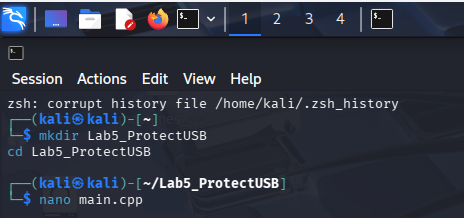 1 2 3 4
Session Actions Edit View Help
zsh: corrupt history file /home/kali/.zsh_history
┌──(kali㉿kali)-[~]
└─$ mkdir Lab5_ProtectUSB
cd Lab5_ProtectUSB
┌──(kali㉿kali)-[~/Lab5_ProtectUSB]
└─$ nano main.cpp